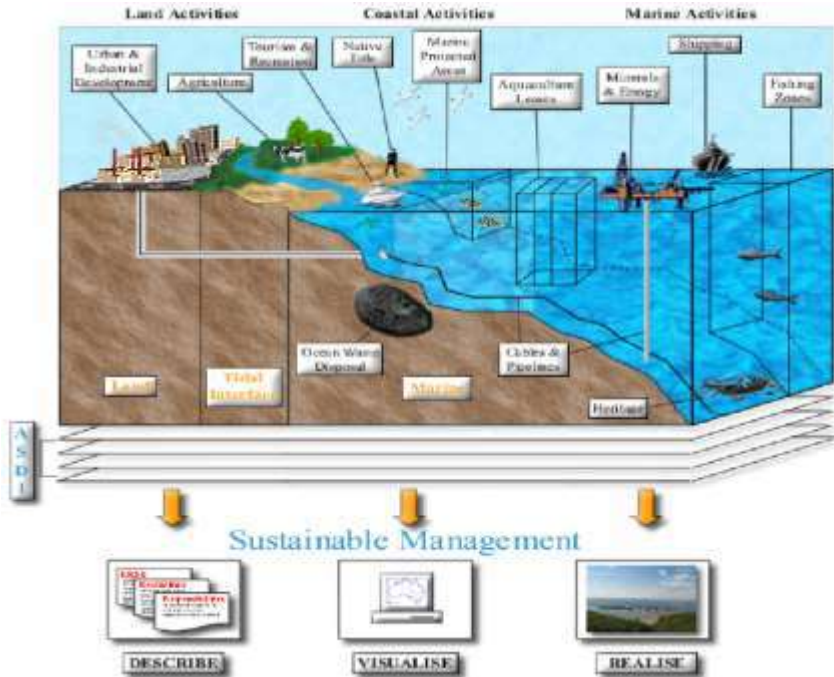 Land Activities
Coastal Activities
Marine Activities
Urban &
Industrial
Development
Agriculture
Tourism &
Recreation
Native
Title
Marine
Protected
Areas
Aquaculture
Leases
Minerals
& Energy
Shipping
Fishing
Zones
Ocean Waste
Disposal
Cables &
Pipelines
Heritage
Land
Tidal
Interface
Marine
A
S
D
I
Sustainable Management
DESCRIBE
VISUALISE
REALISE